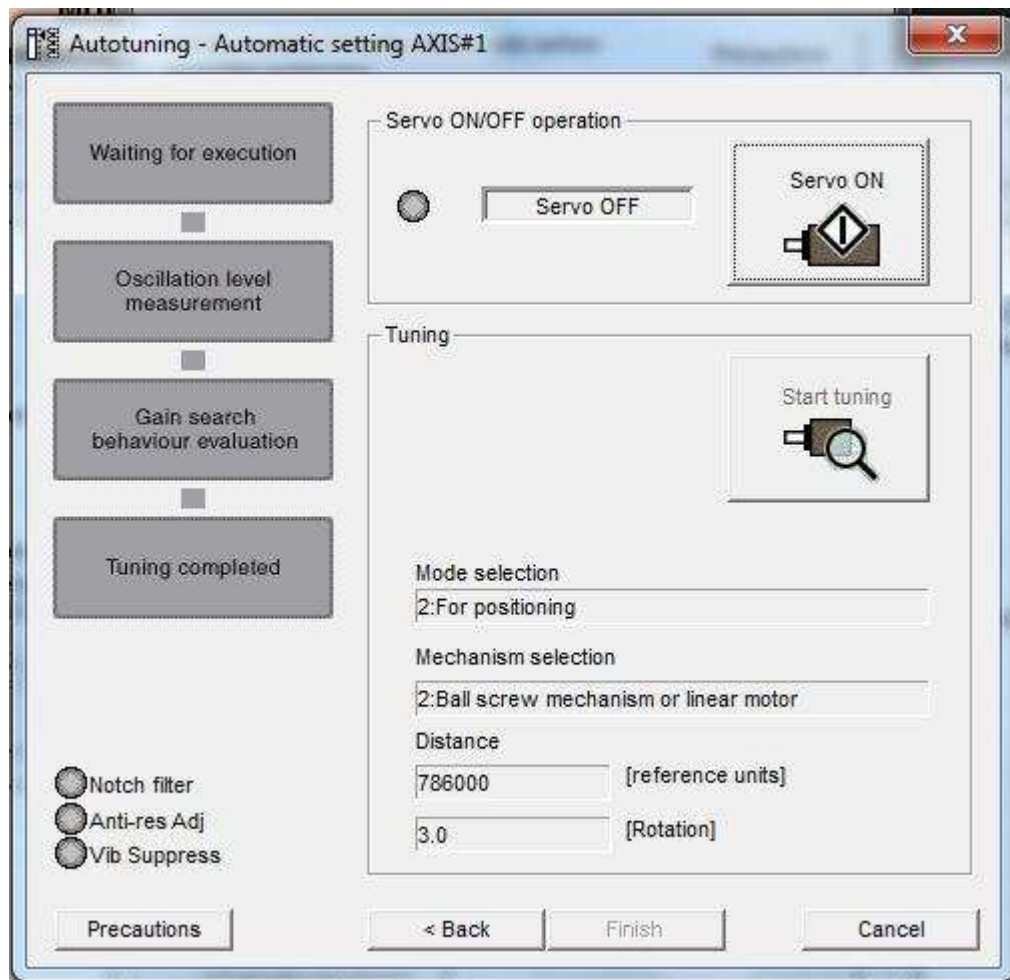 Autotuning - Automatic setting AXIS#1
Waiting for execution
Oscillation level
measurement
Gain search
behaviour evaluation
Tuning completed
Notch filter
Anti-res Adj
Vib Suppress
Servo ON/OFF operation
Servo OFF
Servo ON
Tuning
Start tuning
Mode selection
2:For positioning
Mechanism selection
2:Ball screw mechanism or linear motor
Distance
786000
[reference units]
3.0
[Rotation]
Precautions
< Back
Finish
Cancel